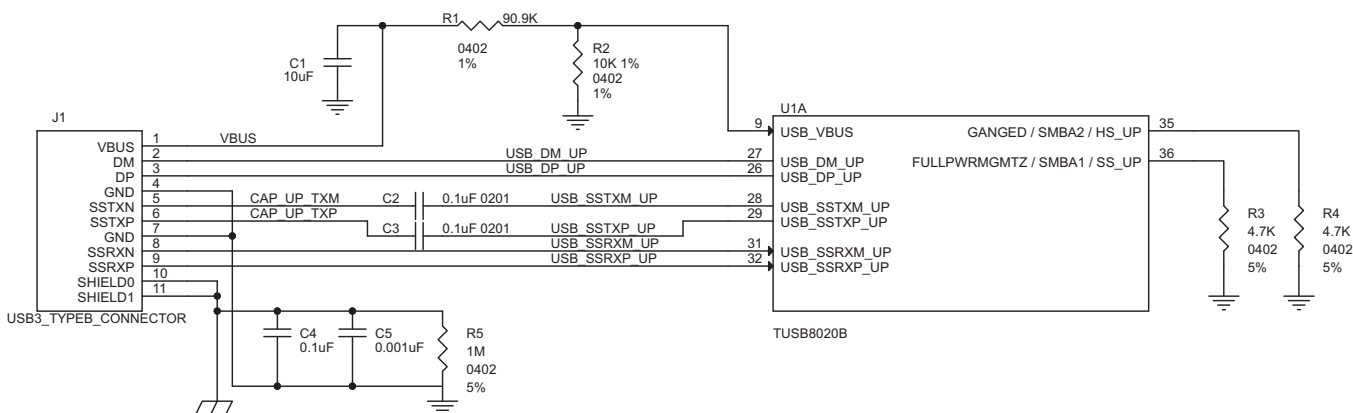 R1 90.9K
0402
1%
C1
10uF
R2
10K 1%
0402
1%
J1
VBUS 1 VBUS
DM 2
DP 3
GND 4
SSTXN 5
SSTXP 6
GND 7
SSRXN 8
SSRXP 9
SHIELD0 10
SHIELD1 11
USB3_TYPEB_CONNECTOR
USB_DM_UP
USB_DP_UP
CAP_UP_TXM C2 0.1uF 0201 USB_SSTXM_UP
CAP_UP_TXP
C3 0.1uF 0201 USB_SSTXP_UP
USB_SSRXM_UP
USB_SSRXP_UP
U1A
9 USB_VBUS
27 USB_DM_UP
26 USB_DP_UP
28 USB_SSTXM_UP
29 USB_SSTXP_UP
31 USB_SSRXM_UP
32 USB_SSRXP_UP
GANGED / SMBA2 / HS_UP 35
FULLPWRMGMTZ / SMBA1 / SS_UP 36
TUSB8020B
R3
4.7K
0402
5%
R4
4.7K
0402
5%
C4
0.1uF
C5
0.001uF
R5
1M
0402
5%